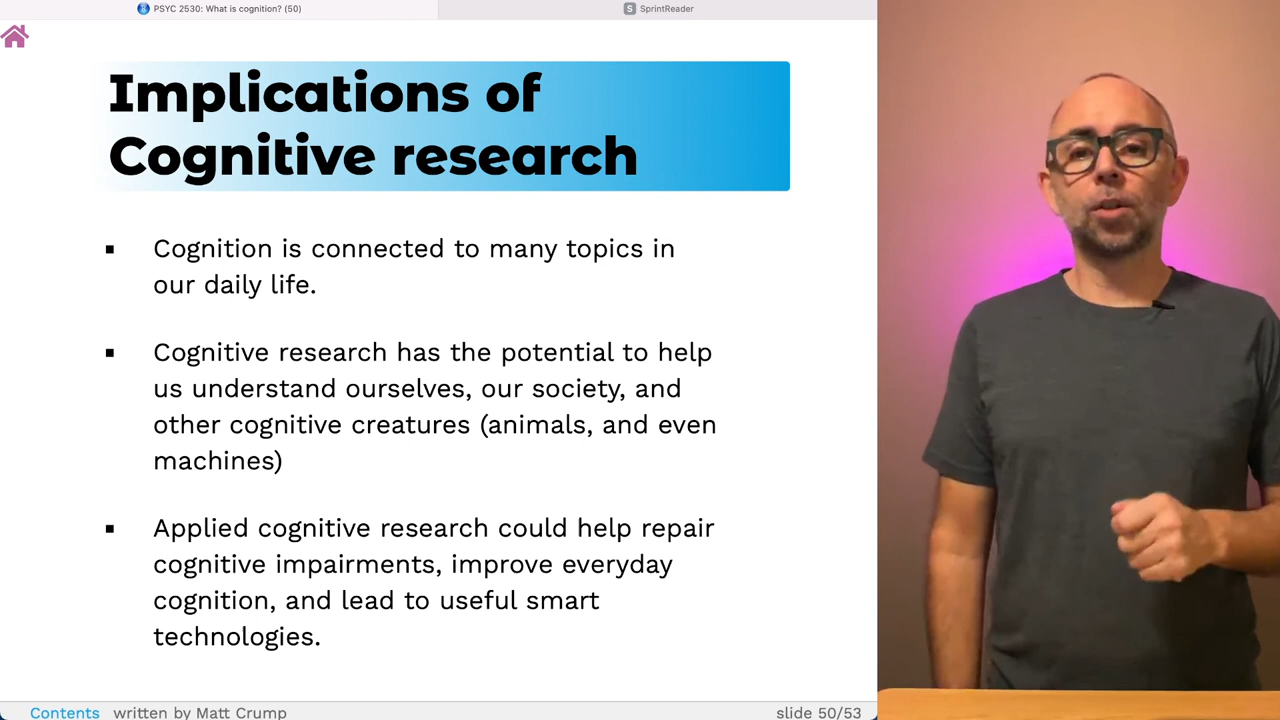 PSYC 2530: What is cognition? (50)
S SprintReader
Implications of
Cognitive research
▪ Cognition is connected to many topics in
our daily life.
▪ Cognitive research has the potential to help
us understand ourselves, our society, and
other cognitive creatures (animals, and even
machines)
▪ Applied cognitive research could help repair
cognitive impairments, improve everyday
cognition, and lead to useful smart
technologies.
Contents written by Matt Crump
slide 50/53